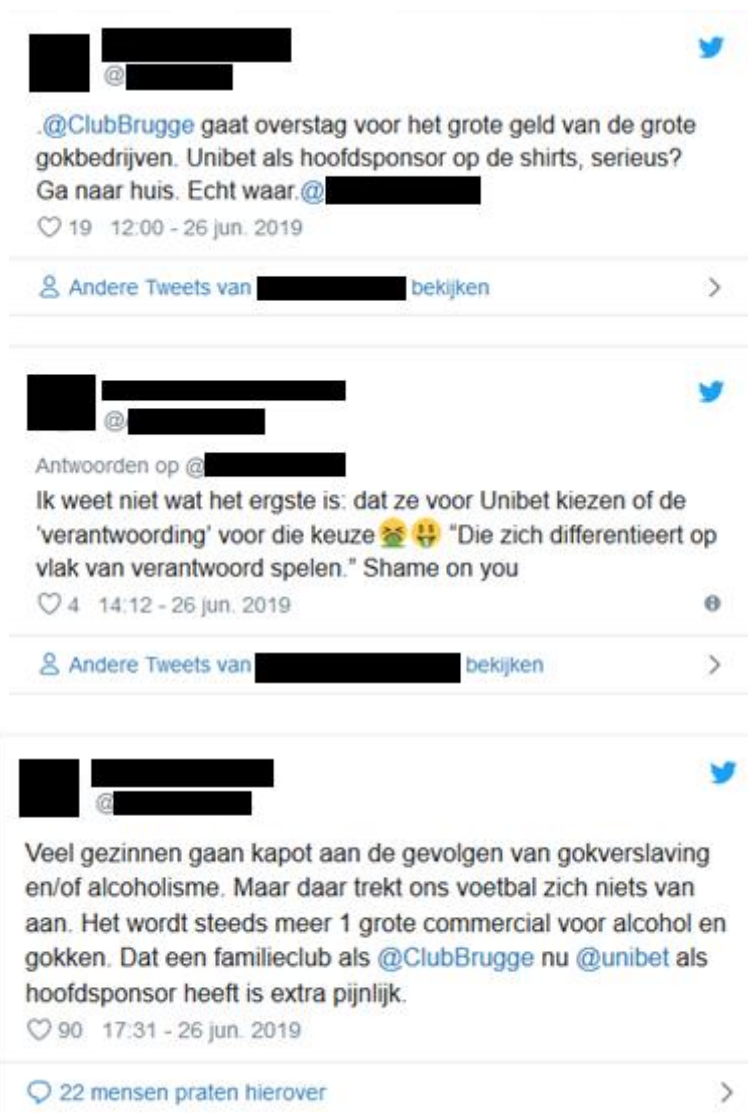 @
.@ClubBrugge gaat overstag voor het grote geld van de grote
gokbedrijven. Unibet als hoofdsponsor op de shirts, serieus?
Ga naar huis. Echt waar.@
19 12:00 - 26 jun. 2019
Andere Tweets van bekijken
@
Antwoorden op @
Ik weet niet wat het ergste is: dat ze voor Unibet kiezen of de
'verantwoording' voor die keuze🤮🤑 "Die zich differentieert op
vlak van verantwoord spelen." Shame on you
4 14:12 - 26 jun. 2019
Andere Tweets van bekijken
@
Veel gezinnen gaan kapot aan de gevolgen van gokverslaving
en/of alcoholisme. Maar daar trekt ons voetbal zich niets van
aan. Het wordt steeds meer 1 grote commercial voor alcohol en
gokken. Dat een familieclub als @ClubBrugge nu @unibet als
hoofdsponsor heeft is extra pijnlijk.
90 17:31 - 26 jun. 2019
22 mensen praten hierover